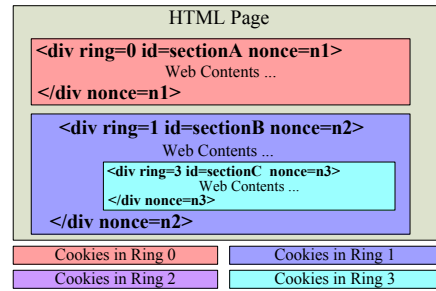 HTML Page
<div ring=0 id=sectionA nonce=n1>
Web Contents ...
</div nonce=n1>
<div ring=1 id=sectionB nonce=n2>
Web Contents ...
<div ring=3 id=sectionC nonce=n3>
Web Contents ...
</div nonce=n3>
</div nonce=n2>
Cookies in Ring 0
Cookies in Ring 1
Cookies in Ring 2
Cookies in Ring 3